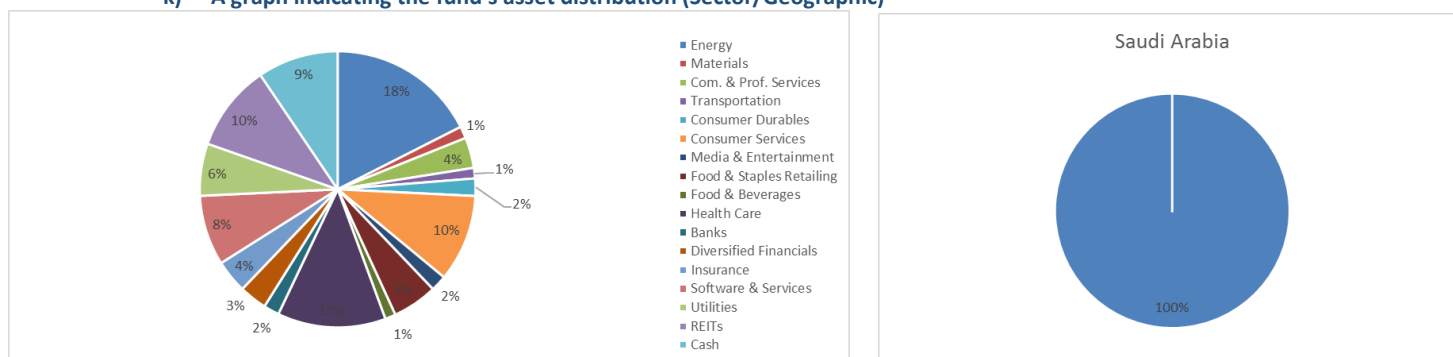 k) A graph indicating the fund's asset distribution (Sector/Geographic)
9%
18%
10%
1%
4%
1%
6%
2%
8%
10%
4%
2%
3%
2%
1%
Energy
Materials
Com. & Prof. Services
Transportation
Consumer Durables
Consumer Services
Media & Entertainment
Food & Staples Retailing
Food & Beverages
Health Care
Banks
Diversified Financials
Insurance
Software & Services
Utilities
REITs
Cash
Saudi Arabia
100%